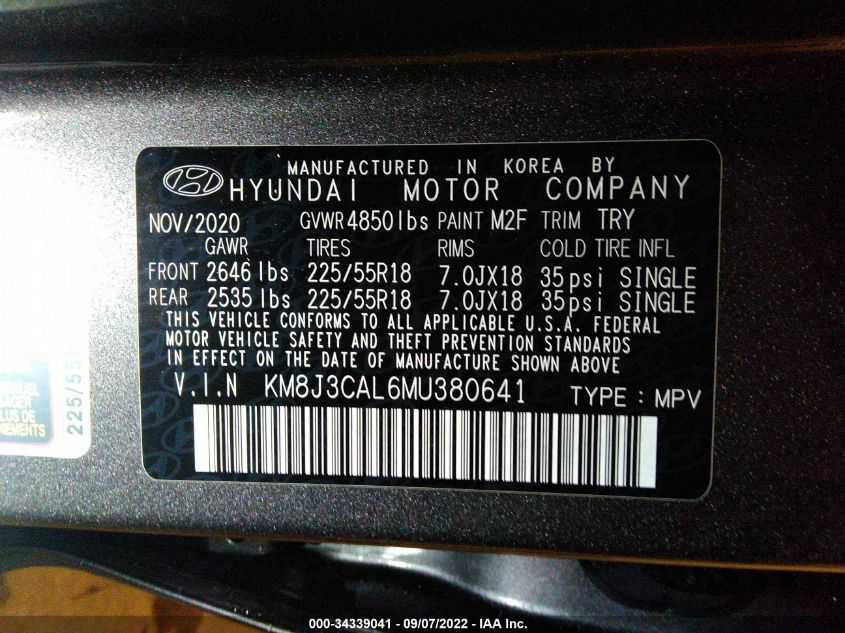 MANUFACTURED IN KOREA BY
HYUNDAI MOTOR COMPANY
NOV/2020 GVWR 4850lbs PAINT M2F TRIM TRY
GAWR TIRES RIMS COLD TIRE INFL
FRONT 2646 lbs 225/55R18 7.0JX18 35psi SINGLE
REAR 2535 lbs 225/55R18 7.0JX18 35psi SINGLE
THIS VEHICLE CONFORMS TO ALL APPLICABLE U.S.A. FEDERAL
MOTOR VEHICLE SAFETY AND THEFT PREVENTION STANDARDS
IN EFFECT ON THE DATE OF MANUFACTURE SHOWN ABOVE
V.I.N KM8J3CAL6MU380641 TYPE : MPV
225/55
000-34339041 - 09/07/2022 - IAA Inc.